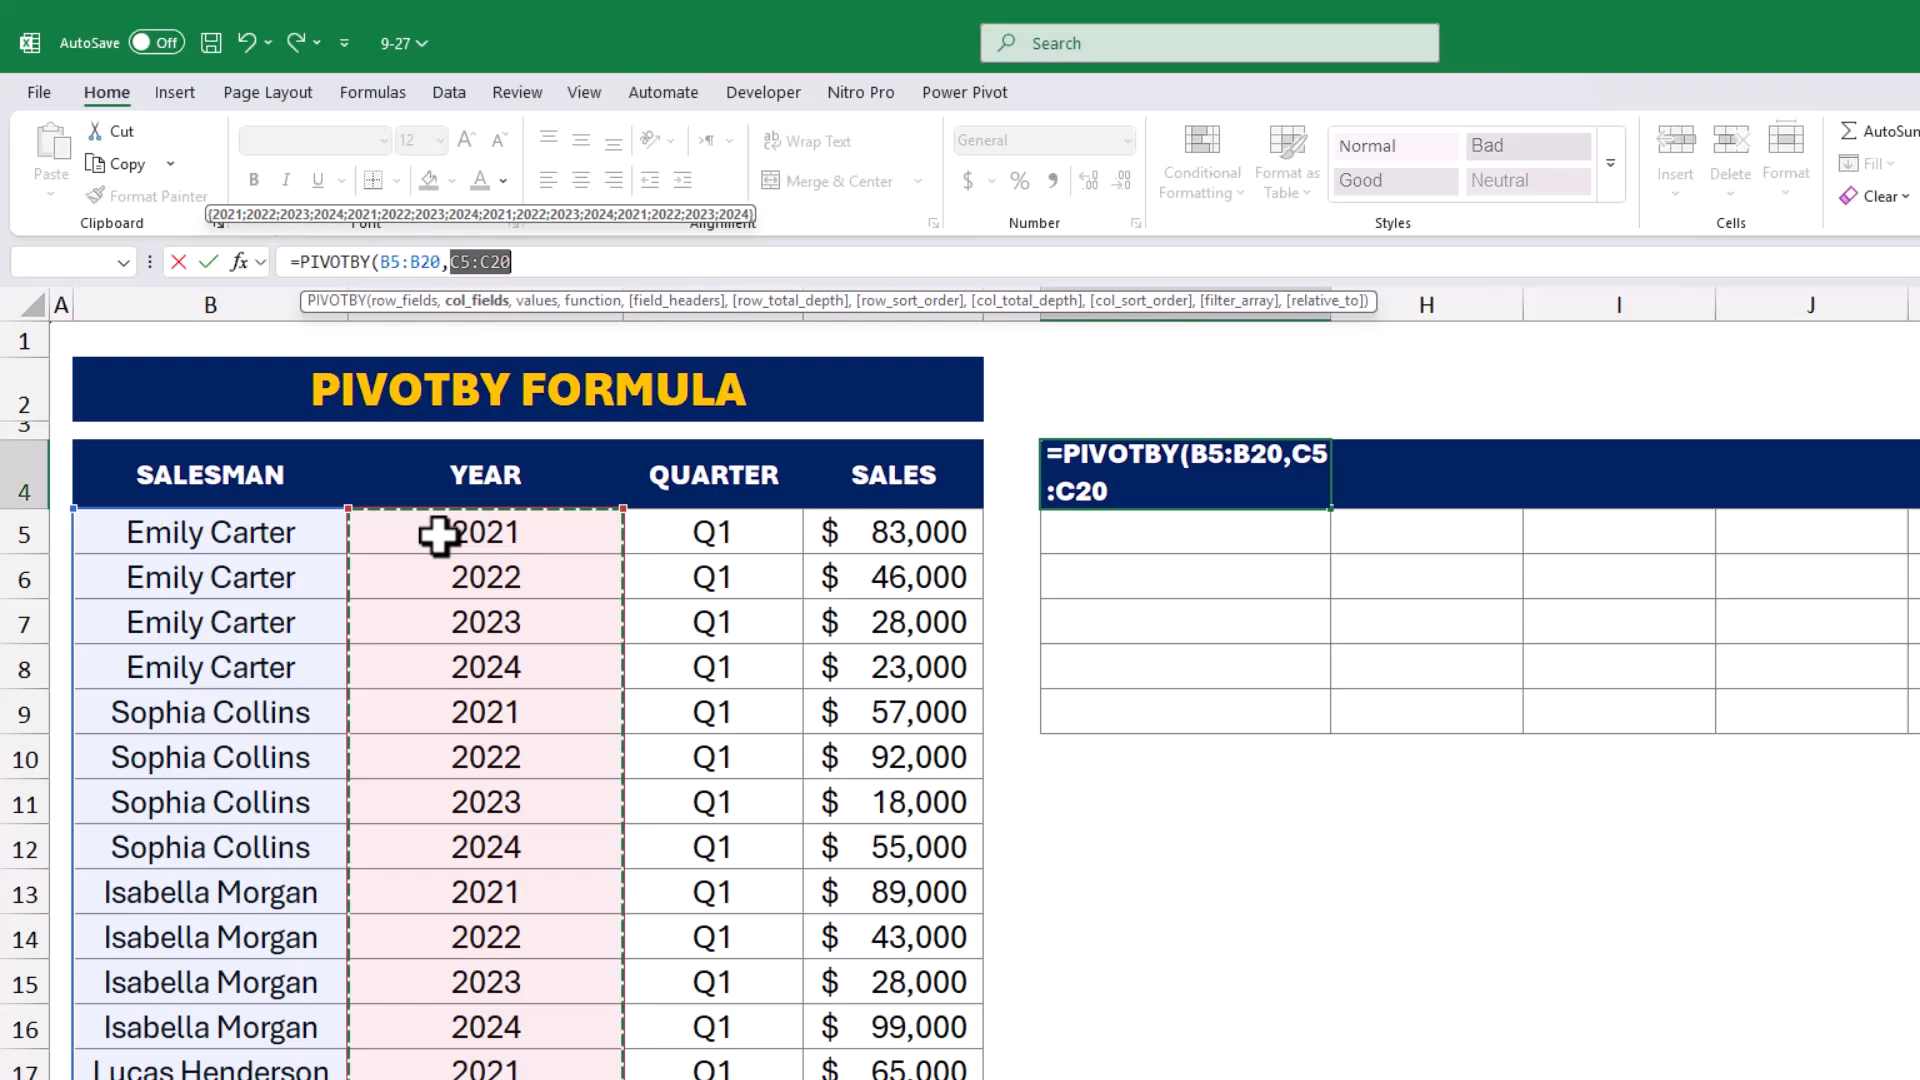 AutoSave Off 9-27 Search
File Home Insert Page Layout Formulas Data Review View Automate Developer Nitro Pro Power Pivot
Paste Cut Copy Format Painter
Clipboard
12 B I U
Font
Wrap Text
Merge & Center
Alignment
General
$ % 9
Number
Conditional Formatting
Format as Table
Normal Bad
Good Neutral
Styles
Insert Delete Format
Cells
AutoSum
Fill
Clear
{2021;2022;2023;2024;2021;2022;2023;2024;2021;2022;2023;2024;2021;2022;2023;2024}
fx =PIVOTBY(B5:B20,C5:C20
PIVOTBY(row_fields, col_fields, values, function, [field_headers], [row_total_depth], [row_sort_order], [col_total_depth], [col_sort_order], [filter_array], [relative_to])
A B H I J
1
2 PIVOTBY FORMULA
3
4 SALESMAN YEAR QUARTER SALES
=PIVOTBY(B5:B20,C5
:C20
5 Emily Carter 2021 Q1 $ 83,000
6 Emily Carter 2022 Q1 $ 46,000
7 Emily Carter 2023 Q1 $ 28,000
8 Emily Carter 2024 Q1 $ 23,000
9 Sophia Collins 2021 Q1 $ 57,000
10 Sophia Collins 2022 Q1 $ 92,000
11 Sophia Collins 2023 Q1 $ 18,000
12 Sophia Collins 2024 Q1 $ 55,000
13 Isabella Morgan 2021 Q1 $ 89,000
14 Isabella Morgan 2022 Q1 $ 43,000
15 Isabella Morgan 2023 Q1 $ 28,000
16 Isabella Morgan 2024 Q1 $ 99,000
17 Lucas Henderson 2021 Q1 $ 65,000